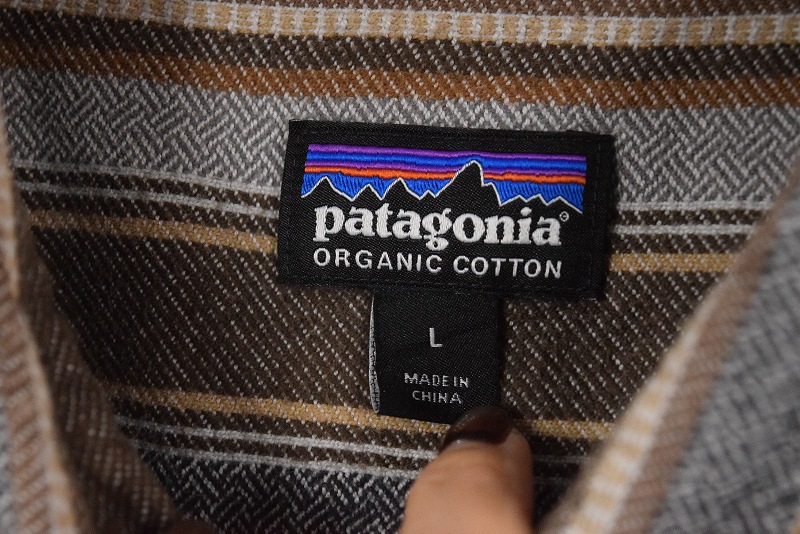 patagonia®
ORGANIC COTTON
L
MADE IN
CHINA